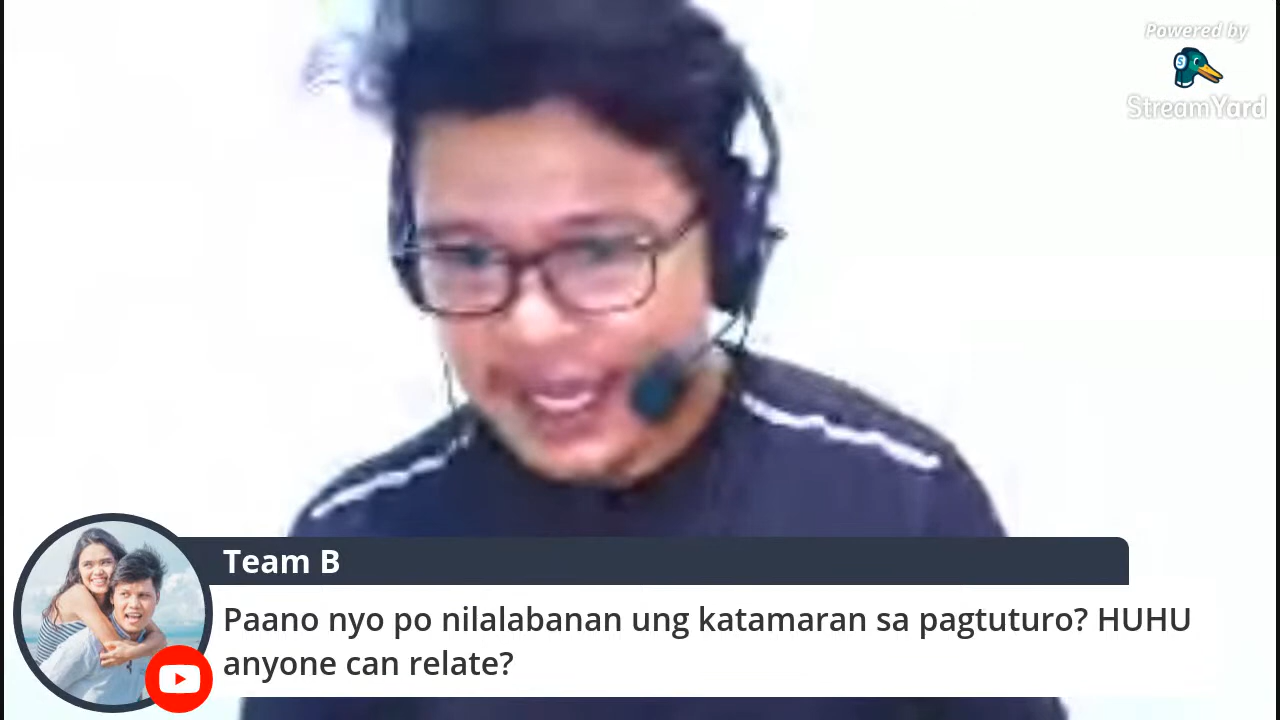 Powered by
S
StreamYard
Team B
Paano nyo po nilalabanan ung katamaran sa pagtuturo? HUHU
anyone can relate?